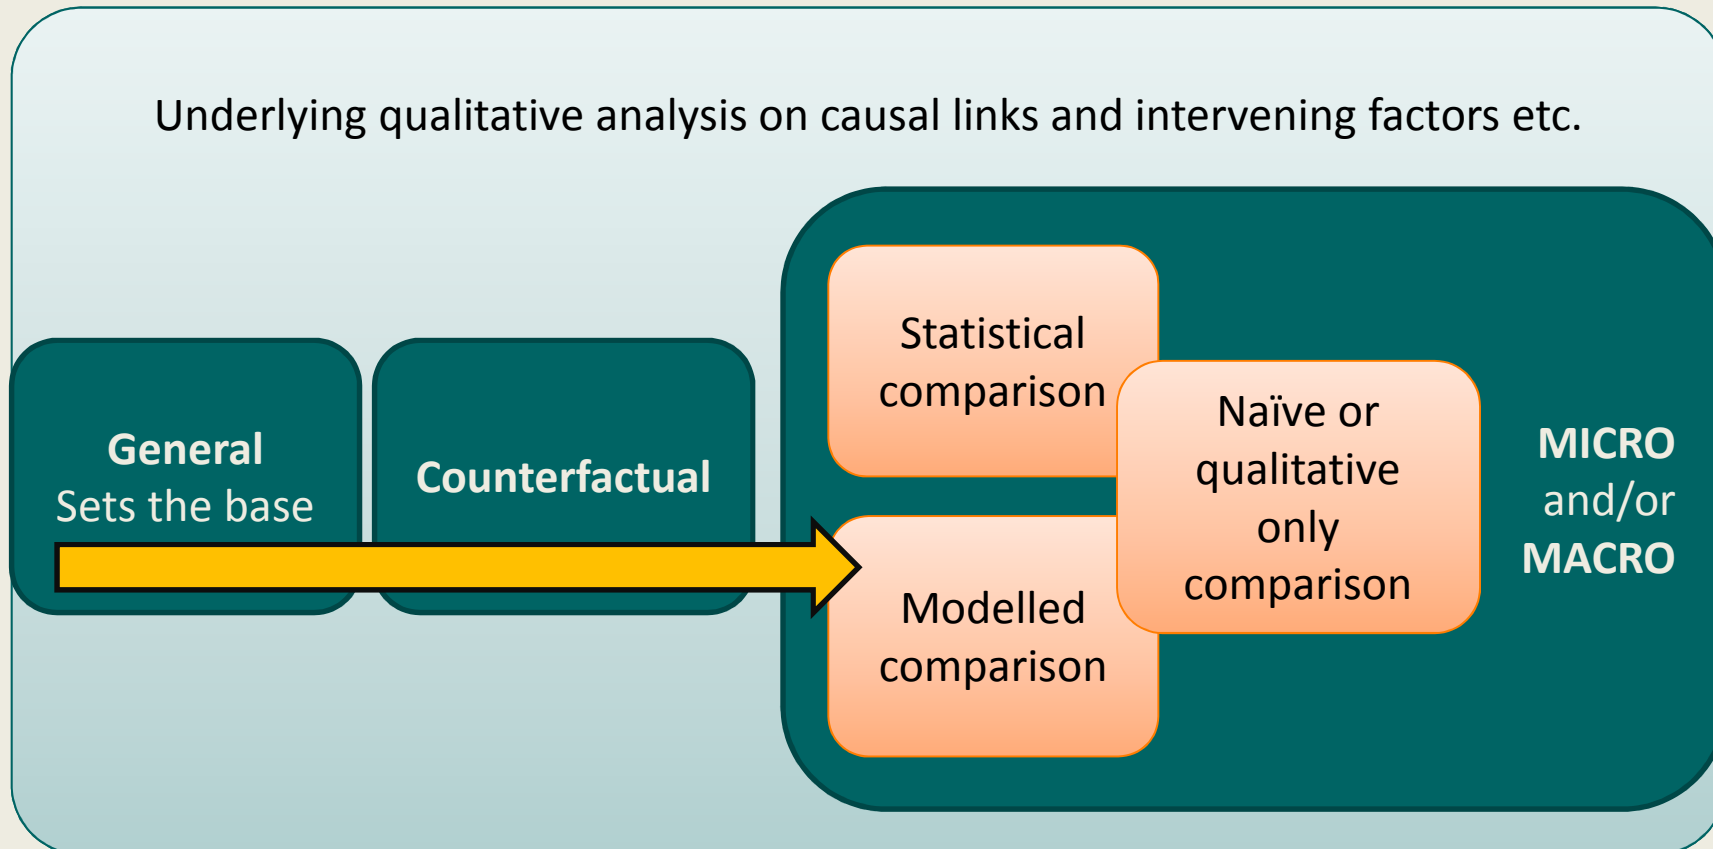 Underlying qualitative analysis on causal links and intervening factors etc.
General
Sets the base
Counterfactual
Statistical
comparison
Modelled
comparison
Naïve or
qualitative
only
comparison
MICRO
and/or
MACRO